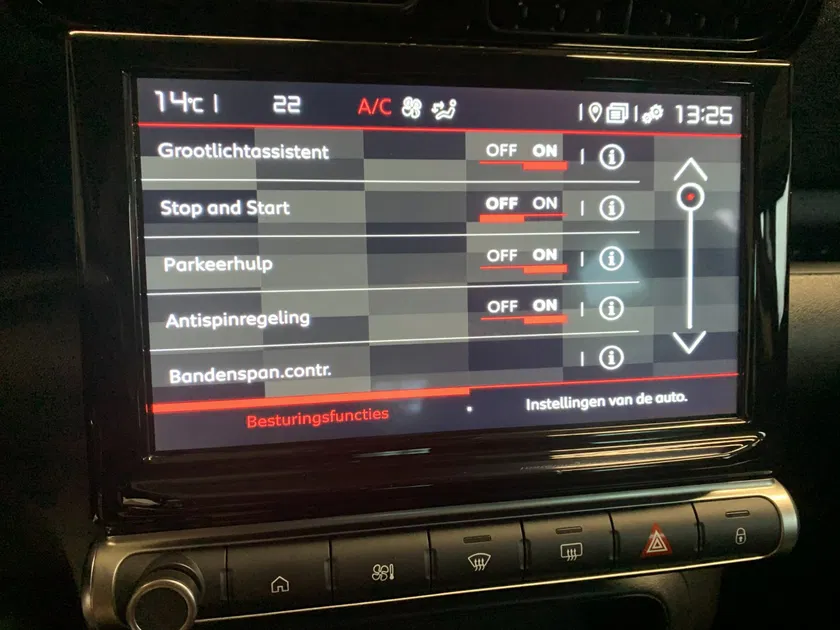 14°C 22 A/C 13:25
Grootlichtassistent OFF ON
Stop and Start OFF ON
Parkeerhulp OFF ON
Antispinregeling OFF ON
Bandenspan.contr.
Besturingsfuncties Instellingen van de auto.